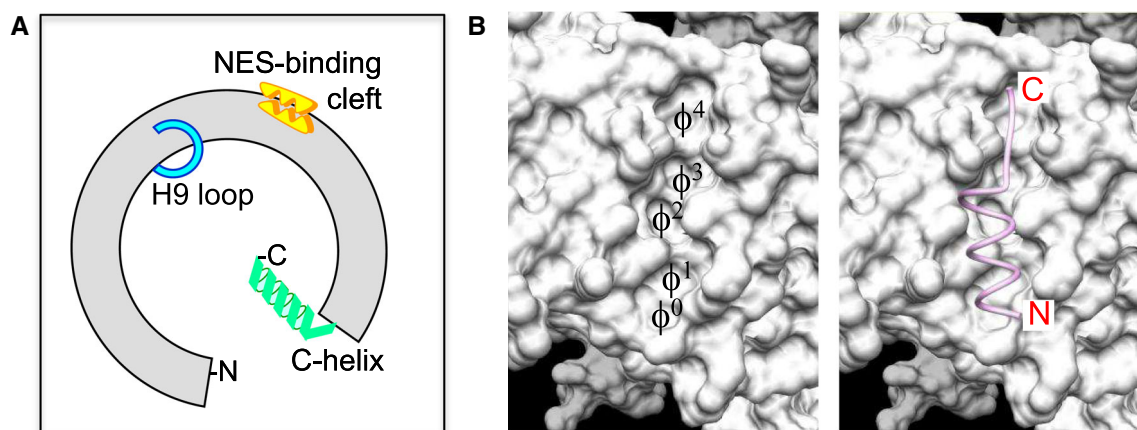 A
NES-binding
cleft
H9 loop
-C
C-helix
-N
B
ϕ⁴
ϕ³
ϕ²
ϕ¹
ϕ⁰
C
N